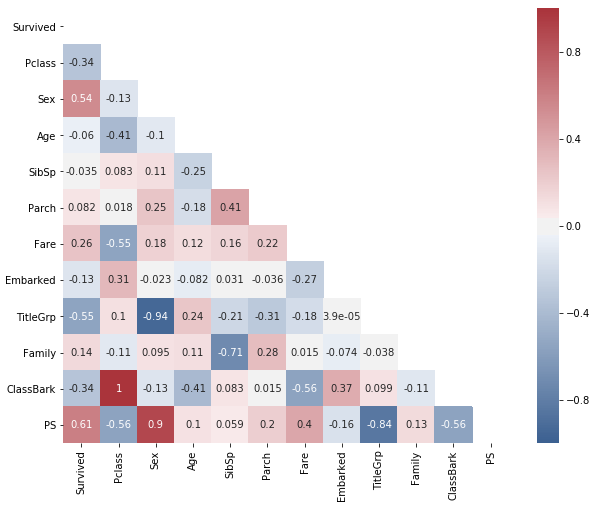 Survived
Pclass -0.34
Sex 0.54 -0.13
Age -0.06 -0.41 -0.1
SibSp -0.035 0.083 0.11 -0.25
Parch 0.082 0.018 0.25 -0.18 0.41
Fare 0.26 -0.55 0.18 0.12 0.16 0.22
Embarked -0.13 0.31 -0.023 -0.082 0.031 -0.036 -0.27
TitleGrp -0.55 0.1 -0.94 0.24 -0.21 -0.31 -0.18 3.9e-05
Family 0.14 -0.11 0.095 0.11 -0.71 0.28 0.015 -0.074 -0.038
ClassBark -0.34 1 -0.13 -0.41 0.083 0.015 -0.56 0.37 0.099 -0.11
PS 0.61 -0.56 0.9 0.1 0.059 0.2 0.4 -0.16 -0.84 0.13 -0.56
Survived Pclass Sex Age SibSp Parch Fare Embarked TitleGrp Family ClassBark PS
0.8
0.4
0.0
-0.4
-0.8